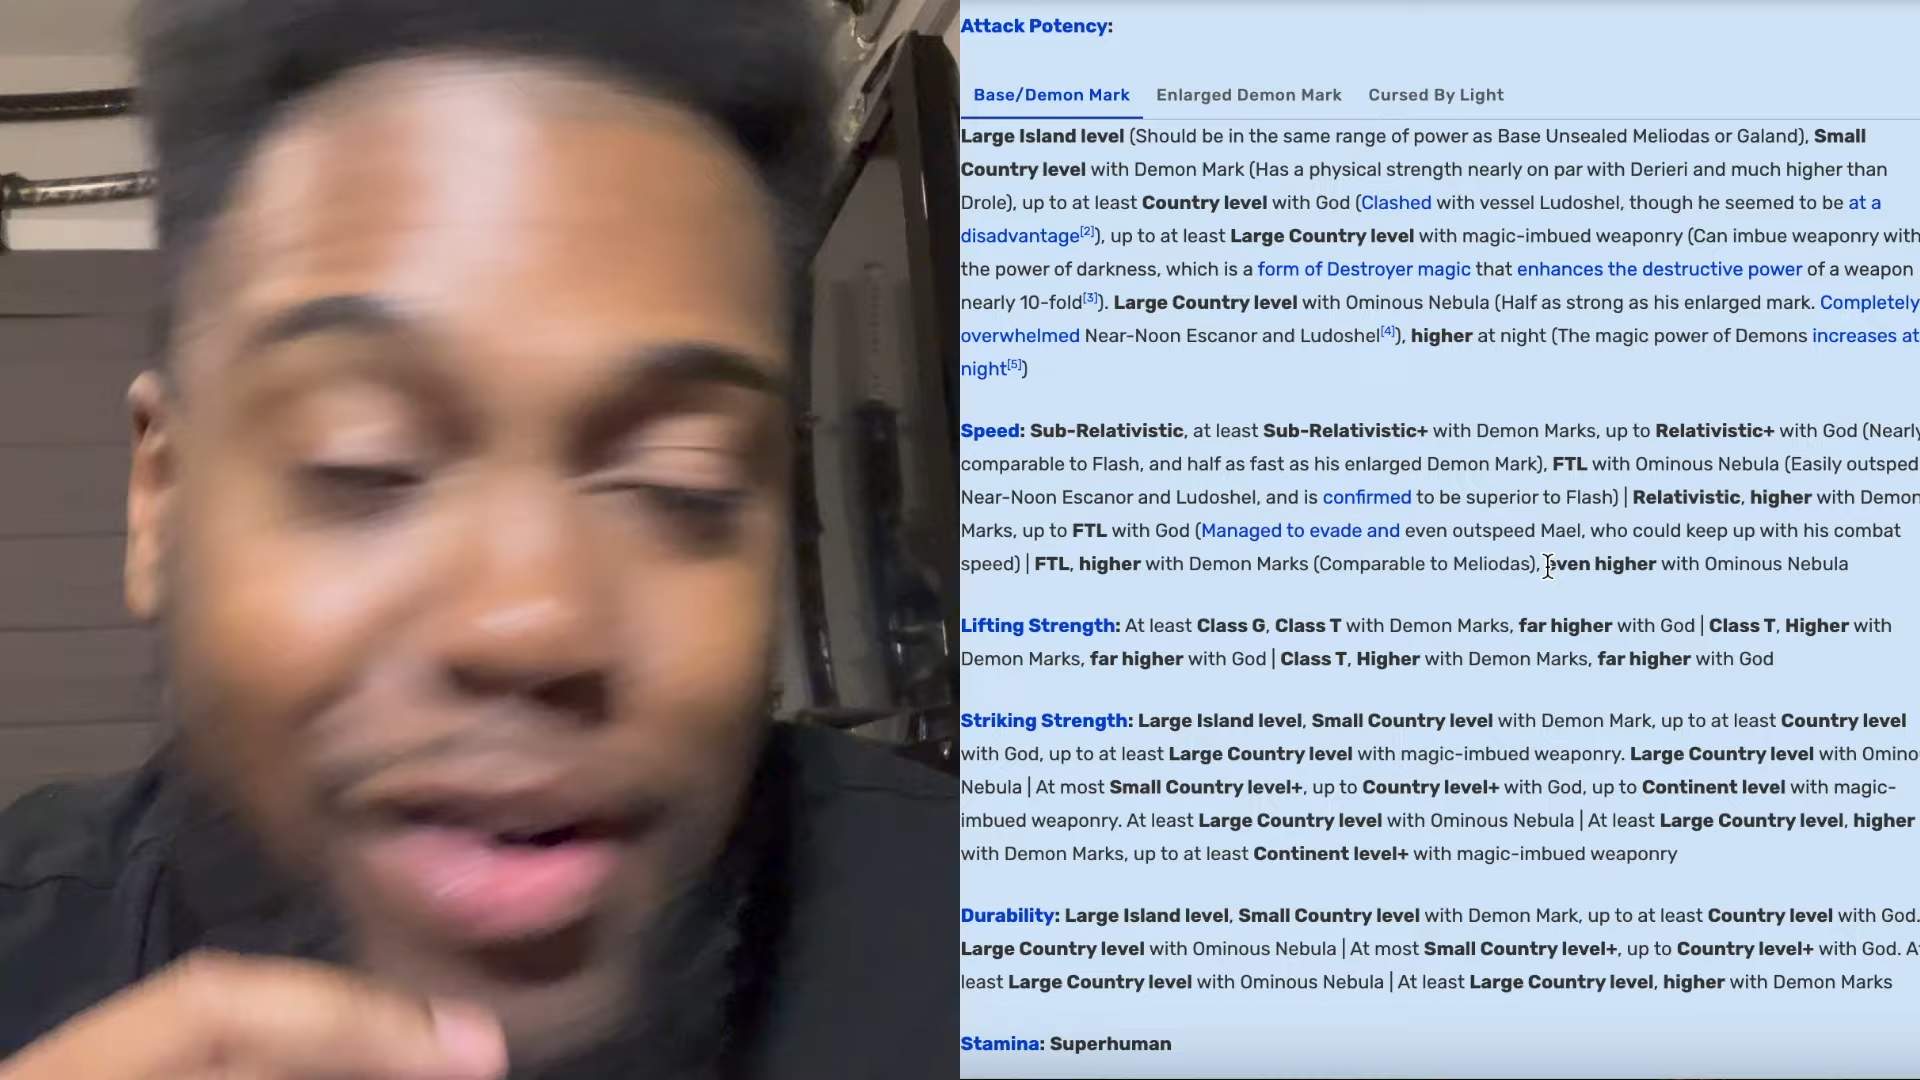 Attack Potency:
Base/Demon Mark Enlarged Demon Mark Cursed By Light
Large Island level (Should be in the same range of power as Base Unsealed Meliodas or Galand), Small
Country level with Demon Mark (Has a physical strength nearly on par with Derieri and much higher than
Drole), up to at least Country level with God (Clashed with vessel Ludoshel, though he seemed to be at a
disadvantage[2]), up to at least Large Country level with magic-imbued weaponry (Can imbue weaponry with
the power of darkness, which is a form of Destroyer magic that enhances the destructive power of a weapon
nearly 10-fold[3]). Large Country level with Ominous Nebula (Half as strong as his enlarged mark. Completely
overwhelmed Near-Noon Escanor and Ludoshel[4]), higher at night (The magic power of Demons increases at
night[5])
Speed: Sub-Relativistic, at least Sub-Relativistic+ with Demon Marks, up to Relativistic+ with God (Nearly
comparable to Flash, and half as fast as his enlarged Demon Mark), FTL with Ominous Nebula (Easily outsped
Near-Noon Escanor and Ludoshel, and is confirmed to be superior to Flash) | Relativistic, higher with Demon
Marks, up to FTL with God (Managed to evade and even outspeed Mael, who could keep up with his combat
speed) | FTL, higher with Demon Marks (Comparable to Meliodas), even higher with Ominous Nebula
Lifting Strength: At least Class G, Class T with Demon Marks, far higher with God | Class T, Higher with
Demon Marks, far higher with God | Class T, Higher with Demon Marks, far higher with God
Striking Strength: Large Island level, Small Country level with Demon Mark, up to at least Country level
with God, up to at least Large Country level with magic-imbued weaponry. Large Country level with Omino
Nebula | At most Small Country level+, up to Country level+ with God, up to Continent level with magic-
imbued weaponry. At least Large Country level with Ominous Nebula | At least Large Country level, higher
with Demon Marks, up to at least Continent level+ with magic-imbued weaponry
Durability: Large Island level, Small Country level with Demon Mark, up to at least Country level with God.
Large Country level with Ominous Nebula | At most Small Country level+, up to Country level+ with God. A
least Large Country level with Ominous Nebula | At least Large Country level, higher with Demon Marks
Stamina: Superhuman